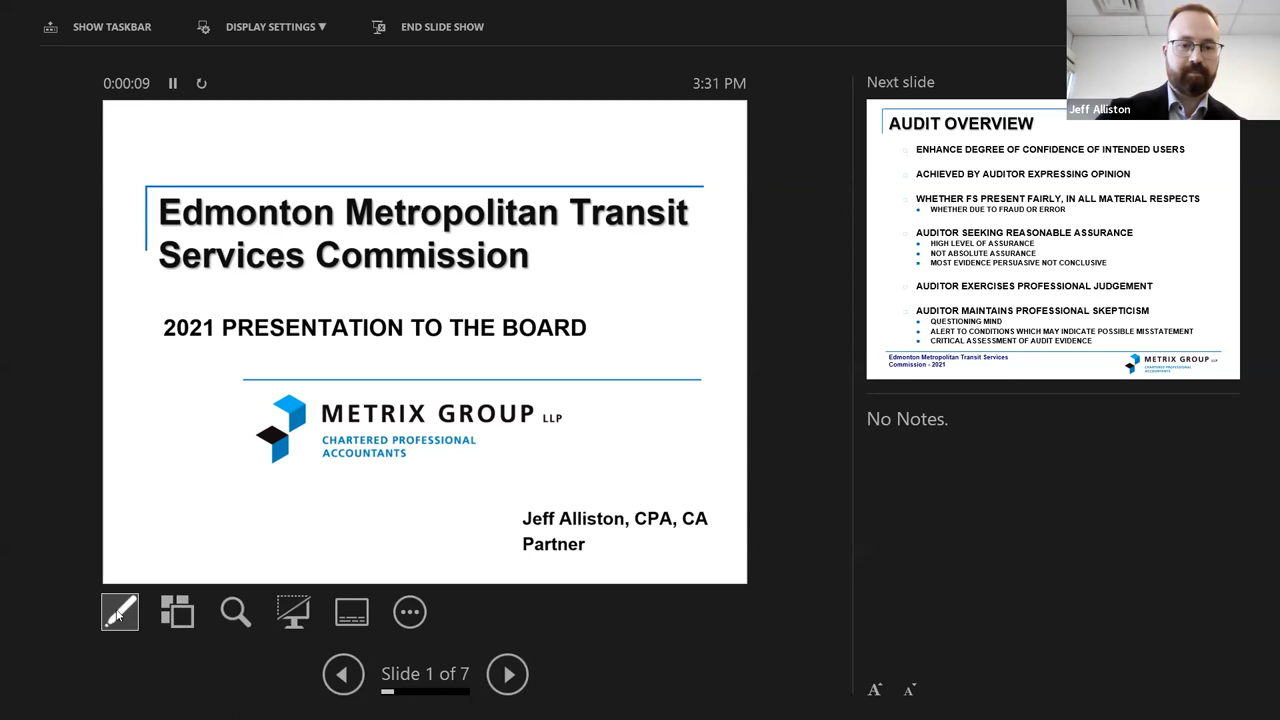 SHOW TASKBAR
DISPLAY SETTINGS ▼
END SLIDE SHOW
0:00:09
3:31 PM
Edmonton Metropolitan Transit
Services Commission
2021 PRESENTATION TO THE BOARD
METRIX GROUP LLP
CHARTERED PROFESSIONAL
ACCOUNTANTS
Jeff Alliston, CPA, CA
Partner
Slide 1 of 7
Next slide
Jeff Alliston
AUDIT OVERVIEW
ENHANCE DEGREE OF CONFIDENCE OF INTENDED USERS
ACHIEVED BY AUDITOR EXPRESSING OPINION
WHETHER FS PRESENT FAIRLY, IN ALL MATERIAL RESPECTS
WHETHER DUE TO FRAUD OR ERROR
AUDITOR SEEKING REASONABLE ASSURANCE
HIGH LEVEL OF ASSURANCE
NOT ABSOLUTE ASSURANCE
MOST EVIDENCE PERSUASIVE NOT CONCLUSIVE
AUDITOR EXERCISES PROFESSIONAL JUDGEMENT
AUDITOR MAINTAINS PROFESSIONAL SKEPTICISM
QUESTIONING MIND
ALERT TO CONDITIONS WHICH MAY INDICATE POSSIBLE MISSTATEMENT
CRITICAL ASSESSMENT OF AUDIT EVIDENCE
Edmonton Metropolitan Transit Services
Commission - 2021
METRIX GROUP LLP
CHARTERED PROFESSIONAL
ACCOUNTANTS
No Notes.
A A